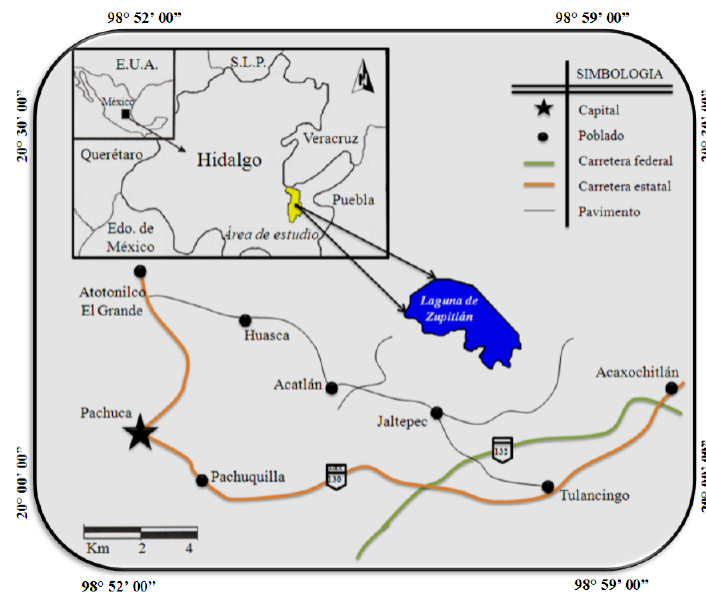 98° 52’ 00”
98° 59’ 00”
20° 30’ 00”
20° 30’ 00”
E.U.A.
México
S.L.P.
Querétaro
Hidalgo
Veracruz
Puebla
Edo. de
México
Área de estudio
SIMBOLOGIA
Capital
Poblado
Carretera federal
Carretera estatal
Pavimento
Laguna de
Zupitlán
Atotonilco
El Grande
Huasca
Acatlán
Acaxochitlán
Pachuca
Jaltepec
132
Pachuquilla
130
Tulancingo
20° 00’ 00”
20° 00’ 00”
Km 2 4
98° 52’ 00”
98° 59’ 00”